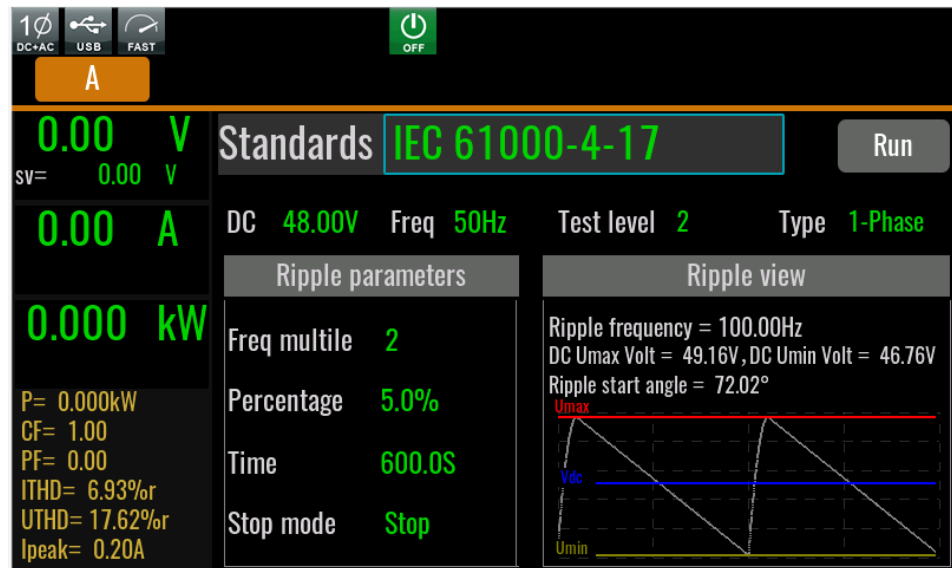 1Ø
DC+AC
USB
FAST
OFF
A
0.00 V
sv= 0.00 V
0.00 A
0.000 kW
P= 0.000kW
CF= 1.00
PF= 0.00
ITHD= 6.93%r
UTHD= 17.62%r
Ipeak= 0.20A
Standards IEC 61000-4-17
Run
DC 48.00V Freq 50Hz Test level 2 Type 1-Phase
Ripple parameters
Freq multile 2
Percentage 5.0%
Time 600.0S
Stop mode Stop
Ripple view
Ripple frequency = 100.00Hz
DC Umax Volt = 49.16V,DC Umin Volt = 46.76V
Ripple start angle = 72.02°
Umax
Vdc
Umin